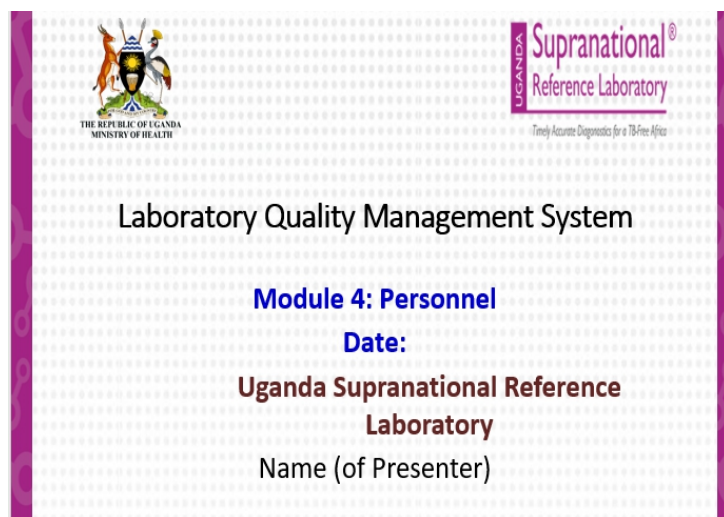 THE REPUBLIC OF UGANDA
MINISTRY OF HEALTH
UGANDA
Supranational®
Reference Laboratory
Timely Accurate Diagonastics for a TB-Free Africa
Laboratory Quality Management System
Module 4: Personnel
Date:
Uganda Supranational Reference
Laboratory
Name (of Presenter)